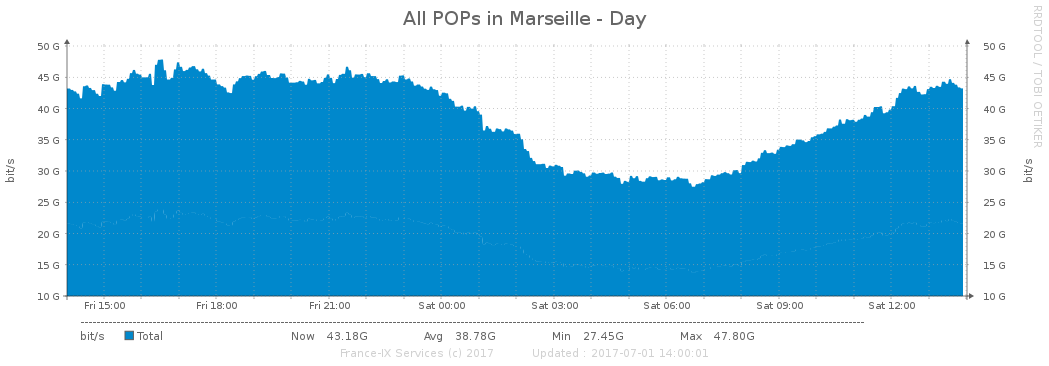 All POPs in Marseille - Day
RRDTOOL / TOBI OETIKER
50 G 50 G
45 G 45 G
40 G 40 G
35 G 35 G
30 G 30 G
25 G 25 G
20 G 20 G
15 G 15 G
10 G 10 G
bit/s bit/s
Fri 15:00 Fri 18:00 Fri 21:00 Sat 00:00 Sat 03:00 Sat 06:00 Sat 09:00 Sat 12:00
bit/s Total Now 43.18G Avg 38.78G Min 27.45G Max 47.80G
France-IX Services (c) 2017 Updated : 2017-07-01 14:00:01